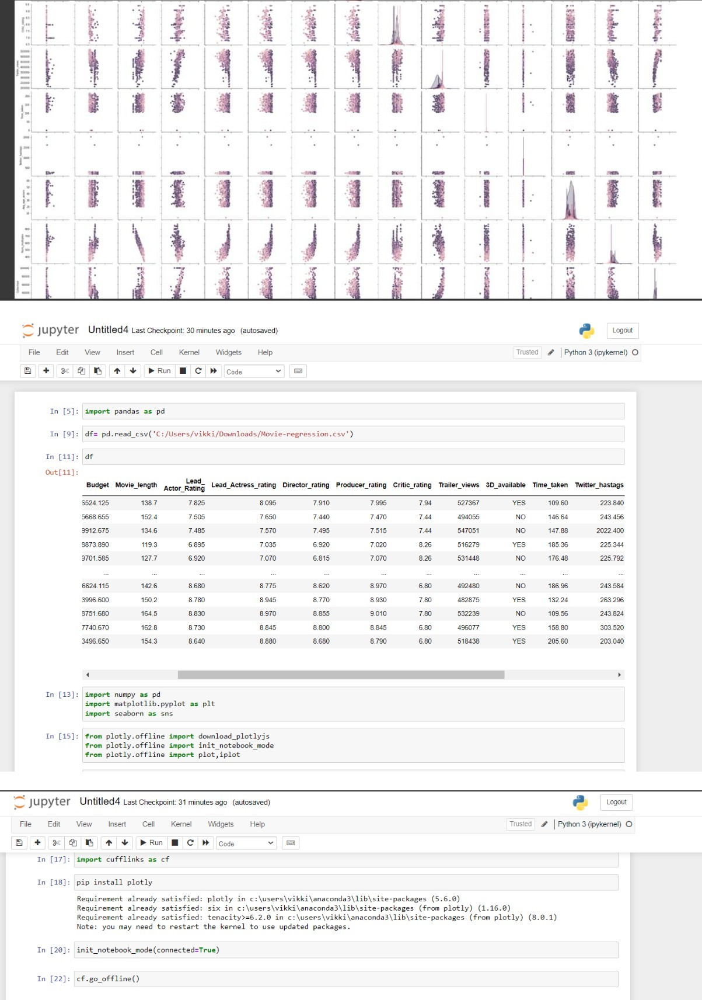 jupyter Untitled4 Last Checkpoint: 30 minutes ago (autosaved) Logout
File Edit View Insert Cell Kernel Widgets Help Trusted Python 3 (ipykernel)
Run Code
In [5]: import pandas as pd
In [9]: df= pd.read_csv('C:/Users/vikki/Downloads/Movie-regression.csv')
In [11]: df
Out[11]:
Budget Movie_length Lead_Actor_Rating Lead_Actress_rating Director_rating Producer_rating Critic_rating Trailer_views 3D_available Time_taken Twitter_hastags
524.125 138.7 7.825 8.095 7.910 7.995 7.94 527367 YES 109.60 223.840
5668.655 152.4 7.505 7.650 7.440 7.470 7.44 494055 NO 146.64 243.456
9912.675 134.6 7.485 7.570 7.495 7.515 7.44 547051 NO 147.88 2022.400
8873.890 119.3 6.895 7.035 6.920 7.020 8.26 516279 YES 185.36 225.344
9701.585 127.7 6.920 7.070 6.815 7.070 8.26 531448 NO 176.48 225.792
... ... ... ... ... ... ... ... ... ... ...
6624.115 142.6 8.680 8.775 8.620 8.970 6.80 492480 NO 186.96 243.584
3996.600 150.2 8.780 8.945 8.770 8.930 7.80 482875 YES 132.24 263.296
8751.680 164.5 8.830 8.970 8.855 9.010 7.80 532239 NO 109.56 243.824
7740.670 162.8 8.730 8.845 8.800 8.845 6.80 496077 YES 158.80 303.520
3496.650 154.3 8.640 8.880 8.680 8.790 6.80 518438 YES 205.60 203.040
In [13]: import numpy as pd
import matplotlib.pyplot as plt
import seaborn as sns
In [15]: from plotly.offline import download_plotlyjs
from plotly.offline import init_notebook_mode
from plotly.offline import plot,iplot
jupyter Untitled4 Last Checkpoint: 31 minutes ago (autosaved) Logout
File Edit View Insert Cell Kernel Widgets Help Trusted Python 3 (ipykernel)
Run Code
In [17]: import cufflinks as cf
In [18]: pip install plotly
Requirement already satisfied: plotly in c:\users\vikki\anaconda3\lib\site-packages (5.6.0)
Requirement already satisfied: six in c:\users\vikki\anaconda3\lib\site-packages (from plotly) (1.16.0)
Requirement already satisfied: tenacity>=6.2.0 in c:\users\vikki\anaconda3\lib\site-packages (from plotly) (8.0.1)
Note: you may need to restart the kernel to use updated packages.
In [20]: init_notebook_mode(connected=True)
In [22]: cf.go_offline()